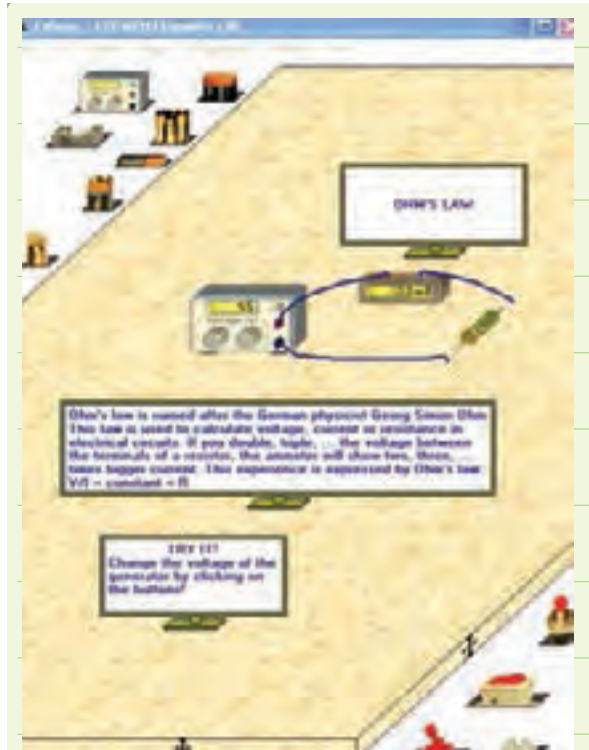 OHM'S LAW
Ohm's law is named after the German physicist Georg Simon Ohm
This law is used to calculate voltage, current or resistance in
electrical circuits. If you double, triple, ... the voltage between
the terminals of a resistor, the ammeter will show two, three, ...
times bigger current. This experience is expressed by Ohm's law
V/I = constant = R
TRY IT!
Change the voltage of the
generator by clicking on
the buttons!